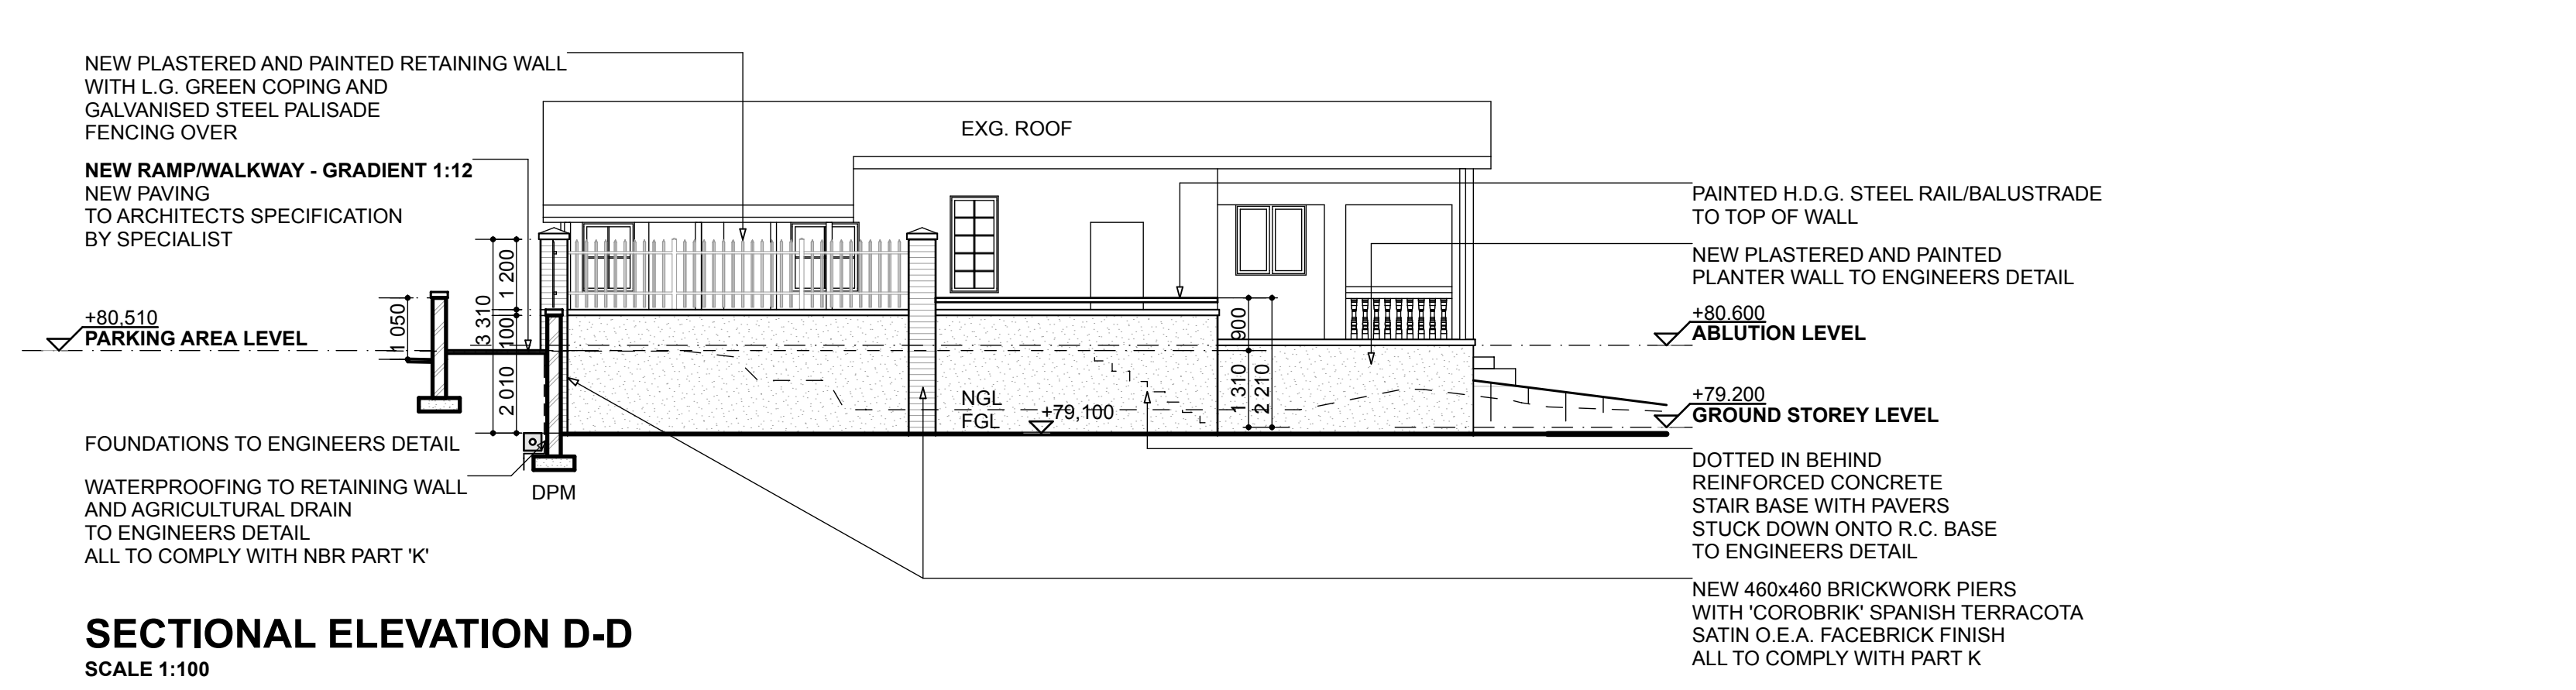 NEW PLASTERED AND PAINTED RETAINING WALL
WITH L.G. GREEN COPING AND
GALVANISED STEEL PALISADE
FENCING OVER
NEW RAMP/WALKWAY - GRADIENT 1:12
NEW PAVING
TO ARCHITECTS SPECIFICATION
BY SPECIALIST
+80,510
PARKING AREA LEVEL
FOUNDATIONS TO ENGINEERS DETAIL
WATERPROOFING TO RETAINING WALL
AND AGRICULTURAL DRAIN
TO ENGINEERS DETAIL
ALL TO COMPLY WITH NBR PART 'K'
1 050
3 310
1 200
100
2 010
DPM
EXG. ROOF
NGL
FGL
+79,100
900
1 310
2 210
PAINTED H.D.G. STEEL RAIL/BALUSTRADE
TO TOP OF WALL
NEW PLASTERED AND PAINTED
PLANTER WALL TO ENGINEERS DETAIL
+80.600
ABLUTION LEVEL
+79.200
GROUND STOREY LEVEL
DOTTED IN BEHIND
REINFORCED CONCRETE
STAIR BASE WITH PAVERS
STUCK DOWN ONTO R.C. BASE
TO ENGINEERS DETAIL
NEW 460x460 BRICKWORK PIERS
WITH 'COROBRIK' SPANISH TERRACOTA
SATIN O.E.A. FACEBRICK FINISH
ALL TO COMPLY WITH PART K
SECTIONAL ELEVATION D-D
SCALE 1:100